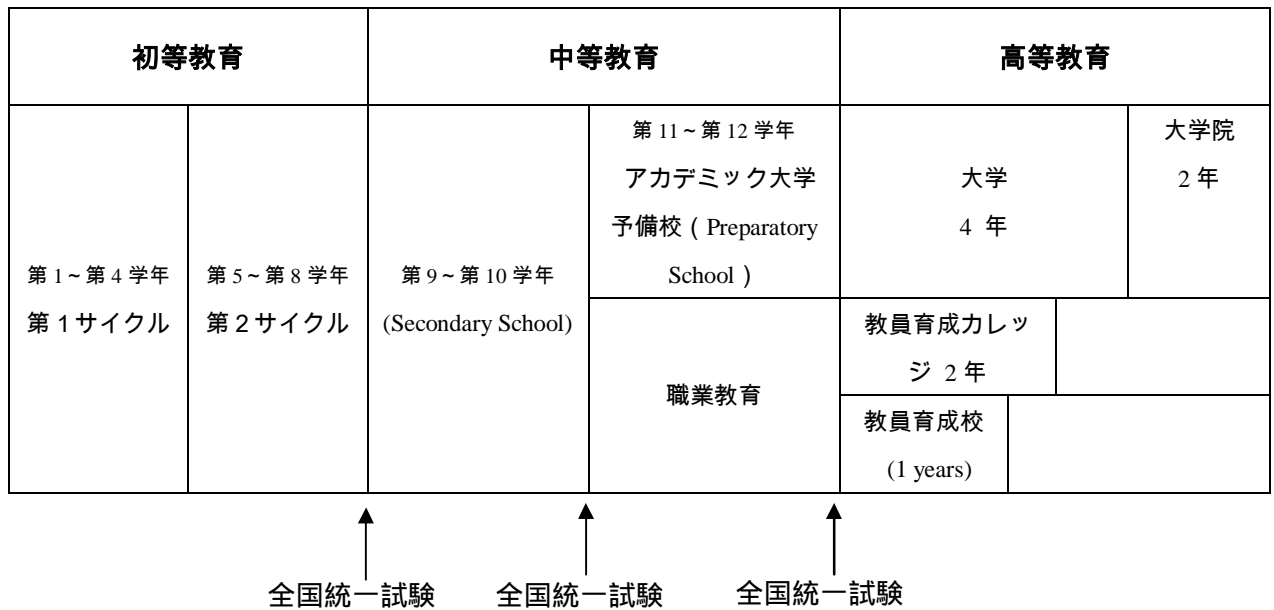 初等教育
中等教育
高等教育
第 1～第 4 学年
第 1 サイクル
第 5～第 8 学年
第 2 サイクル
第 9～第 10 学年
(Secondary School)
第 11～第 12 学年
アカデミック大学
予備校（Preparatory
School）
職業教育
大学
4 年
大学院
2 年
教員育成カレッ
ジ 2 年
教員育成校
(1 years)
全国統一試験
全国統一試験
全国統一試験